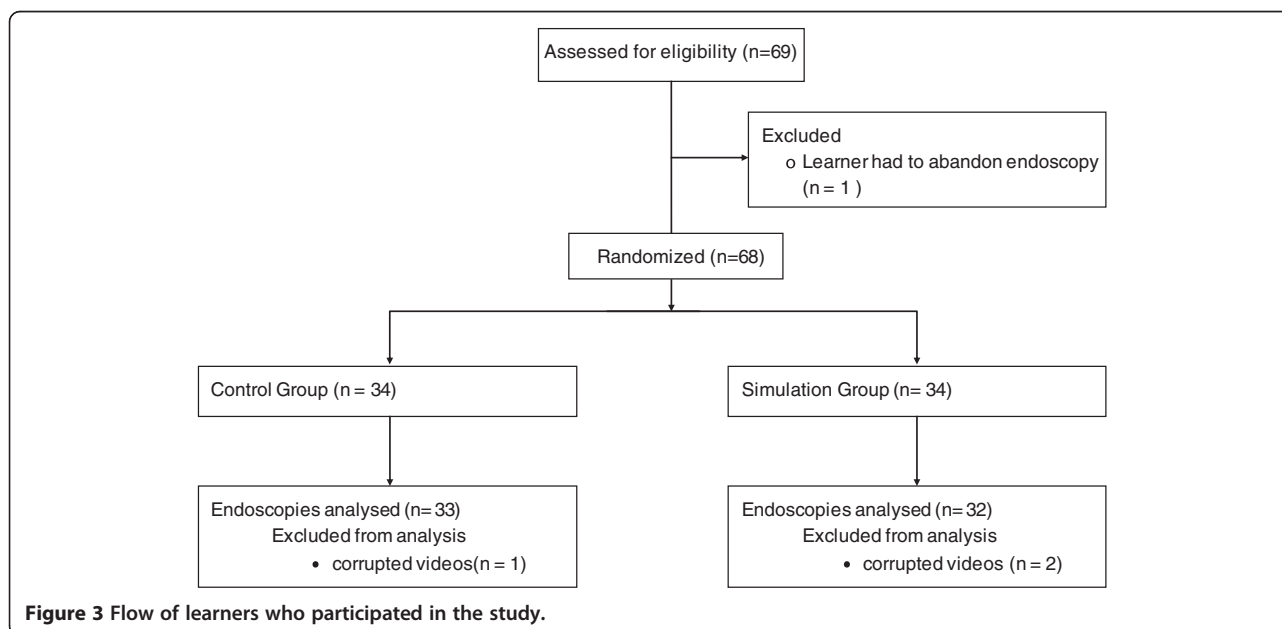 Assessed for eligibility (n=69)
Excluded
o Learner had to abandon endoscopy
(n = 1 )
Randomized (n=68)
Control Group (n = 34)
Simulation Group (n= 34)
Endoscopies analysed (n= 33)
Excluded from analysis
• corrupted videos(n = 1)
Endoscopies analysed (n=32)
Excluded from analysis
• corrupted videos (n = 2)
Figure 3 Flow of learners who participated in the study.